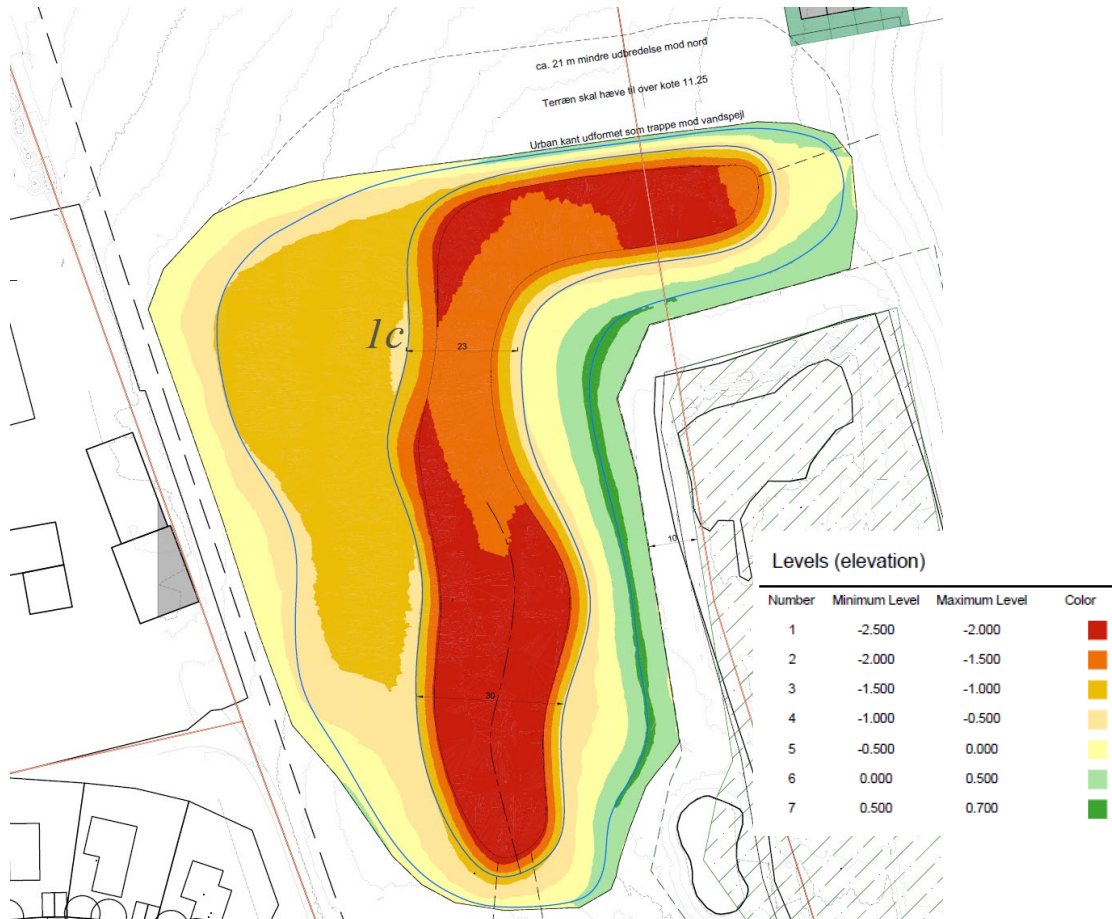 ca. 21 m mindre udbredelse mod nord
Terræn skal hæve til over kote 11.25
Urban kant udformet som trappe mod vandspejl
1c
23
10
30
Levels (elevation)
Number Minimum Level Maximum Level Color
1 -2.500 -2.000
2 -2.000 -1.500
3 -1.500 -1.000
4 -1.000 -0.500
5 -0.500 0.000
6 0.000 0.500
7 0.500 0.700